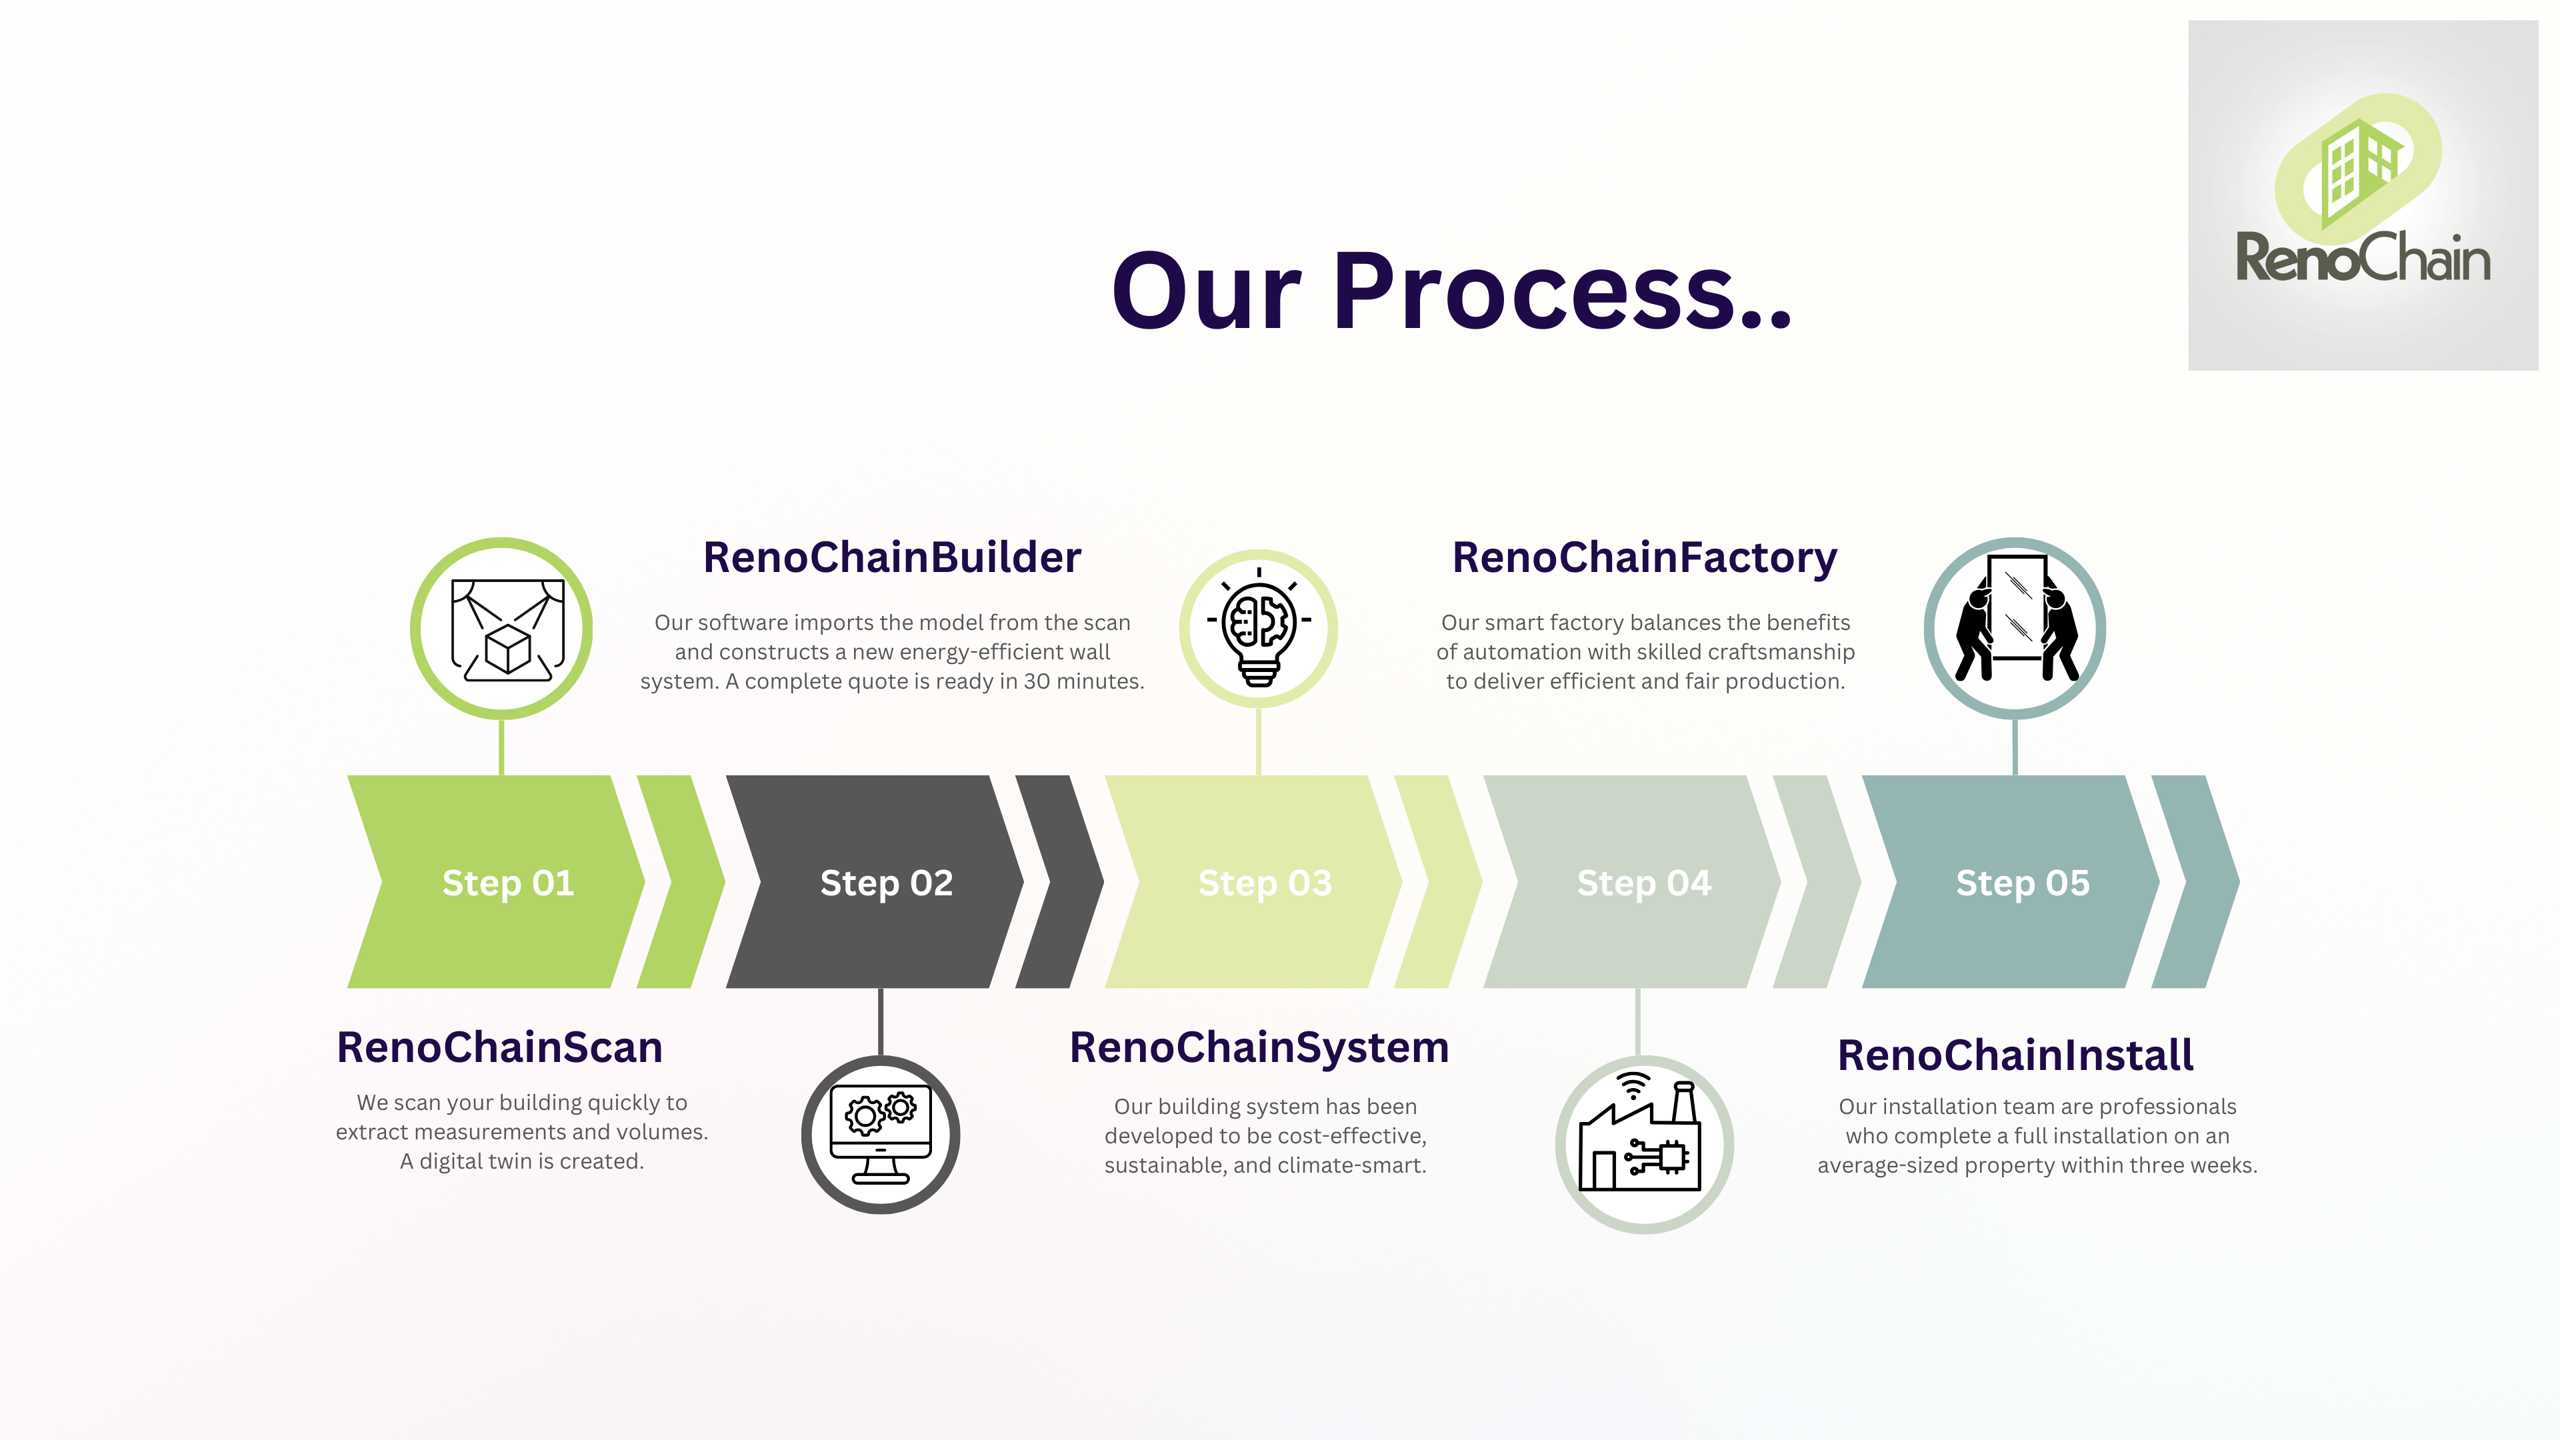 RenoChain
Our Process..
RenoChainBuilder
Our software imports the model from the scan
and constructs a new energy-efficient wall
system. A complete quote is ready in 30 minutes.
RenoChainFactory
Our smart factory balances the benefits
of automation with skilled craftsmanship
to deliver efficient and fair production.
Step 01
Step 02
Step 03
Step 04
Step 05
RenoChainScan
We scan your building quickly to
extract measurements and volumes.
A digital twin is created.
RenoChainSystem
Our building system has been
developed to be cost-effective,
sustainable, and climate-smart.
RenoChainInstall
Our installation team are professionals
who complete a full installation on an
average-sized property within three weeks.